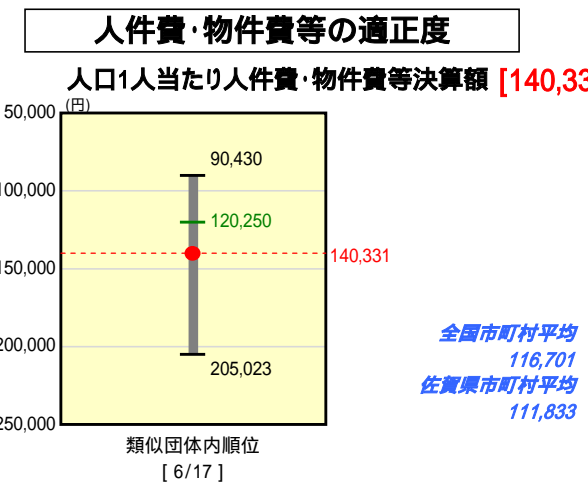 人件費･物件費等の適正度
人口1人当たり人件費･物件費等決算額 [140,33
(円)
50,000
90,430
100,000
120,250
140,331
150,000
200,000
205,023
250,000
全国市町村平均
116,701
佐賀県市町村平均
111,833
類似団体内順位
[ 6/17 ]